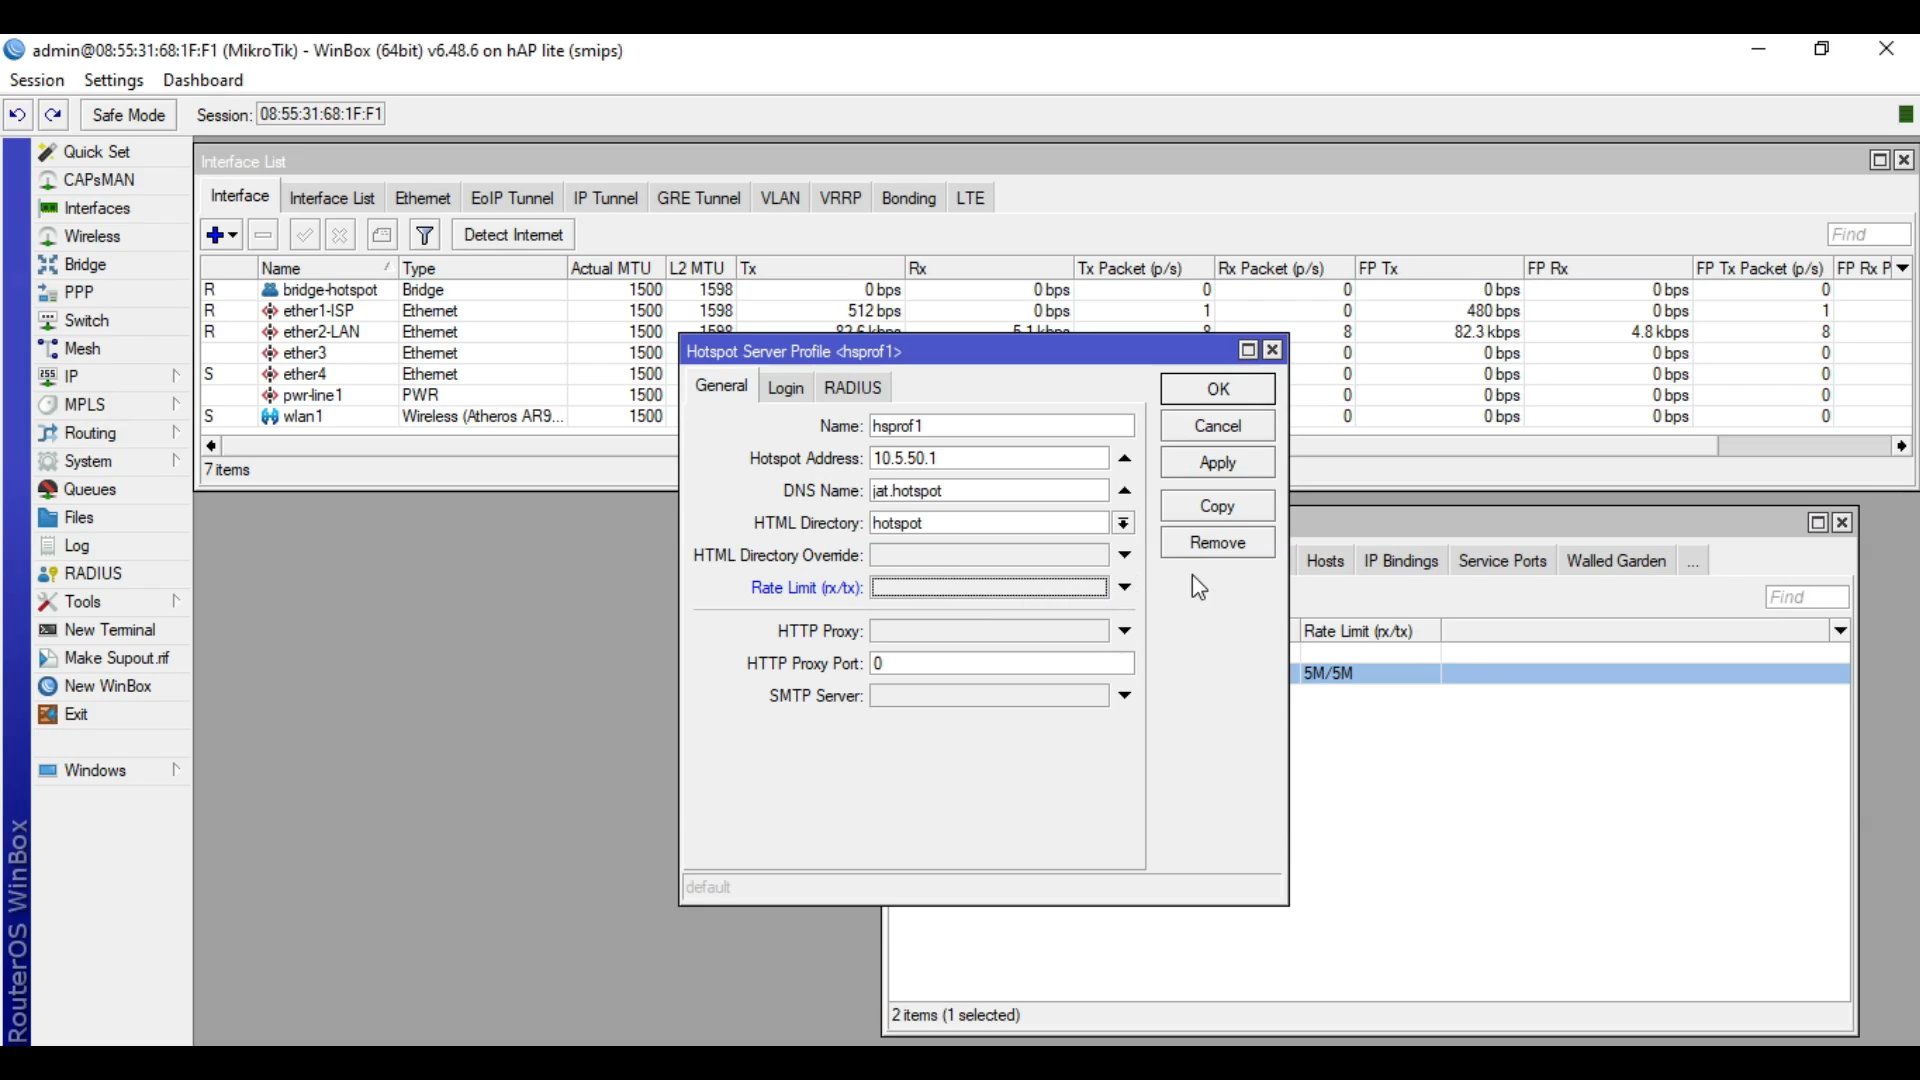 admin@08:55:31:68:1F:F1 (MikroTik) - WinBox (64bit) v6.48.6 on hAP lite (smips)
Session Settings Dashboard
Safe Mode Session: 08:55:31:68:1F:F1
Quick Set
CAPsMAN
Interfaces
Wireless
Bridge
PPP
Switch
Mesh
IP
MPLS
Routing
System
Queues
Files
Log
RADIUS
Tools
New Terminal
Make Supout.rif
New WinBox
Exit
Windows
RouterOS WinBox
Interface List
Interface Interface List Ethernet EoIP Tunnel IP Tunnel GRE Tunnel VLAN VRRP Bonding LTE
Detect Internet Find
Name Type Actual MTU L2 MTU Tx Rx Tx Packet (p/s) Rx Packet (p/s) FP Tx FP Rx FP Tx Packet (p/s) FP Rx P
R bridge-hotspot Bridge 1500 1598 0 bps 0 bps 0 0 0 bps 0 bps 0
R ether1-ISP Ethernet 1500 1598 512 bps 0 bps 1 0 480 bps 0 bps 1
R ether2-LAN Ethernet 1500 1598 82.6 kbps 5.1 kbps 8 8 82.3 kbps 4.8 kbps 8
ether3 Ethernet 1500 0 0 bps 0 bps 0
S ether4 Ethernet 1500 0 0 bps 0 bps 0
pwr-line1 PWR 1500 0 0 bps 0 bps 0
S wlan1 Wireless (Atheros AR9... 1500 0 0 bps 0 bps 0
7 items
Hotspot Server Profile <hsprof1>
General Login RADIUS
Name: hsprof1
Hotspot Address: 10.5.50.1
DNS Name: jat.hotspot
HTML Directory: hotspot
HTML Directory Override:
Rate Limit (rx/tx):
HTTP Proxy:
HTTP Proxy Port: 0
SMTP Server:
default
OK
Cancel
Apply
Copy
Remove
Hosts IP Bindings Service Ports Walled Garden ...
Find
Rate Limit (rx/tx)
5M/5M
2 items (1 selected)